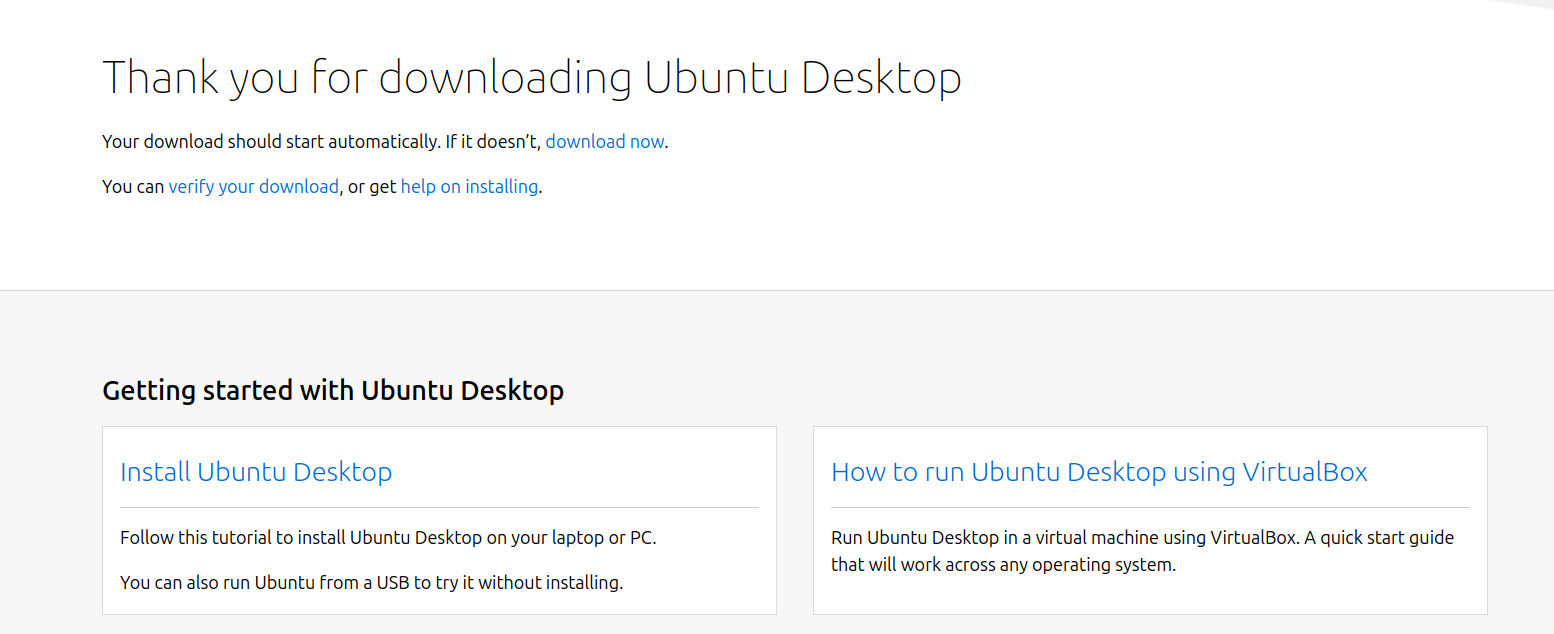 Thank you for downloading Ubuntu Desktop
Your download should start automatically. If it doesn’t, download now.
You can verify your download, or get help on installing.
Getting started with Ubuntu Desktop
Install Ubuntu Desktop
Follow this tutorial to install Ubuntu Desktop on your laptop or PC.
You can also run Ubuntu from a USB to try it without installing.
How to run Ubuntu Desktop using VirtualBox
Run Ubuntu Desktop in a virtual machine using VirtualBox. A quick start guide
that will work across any operating system.